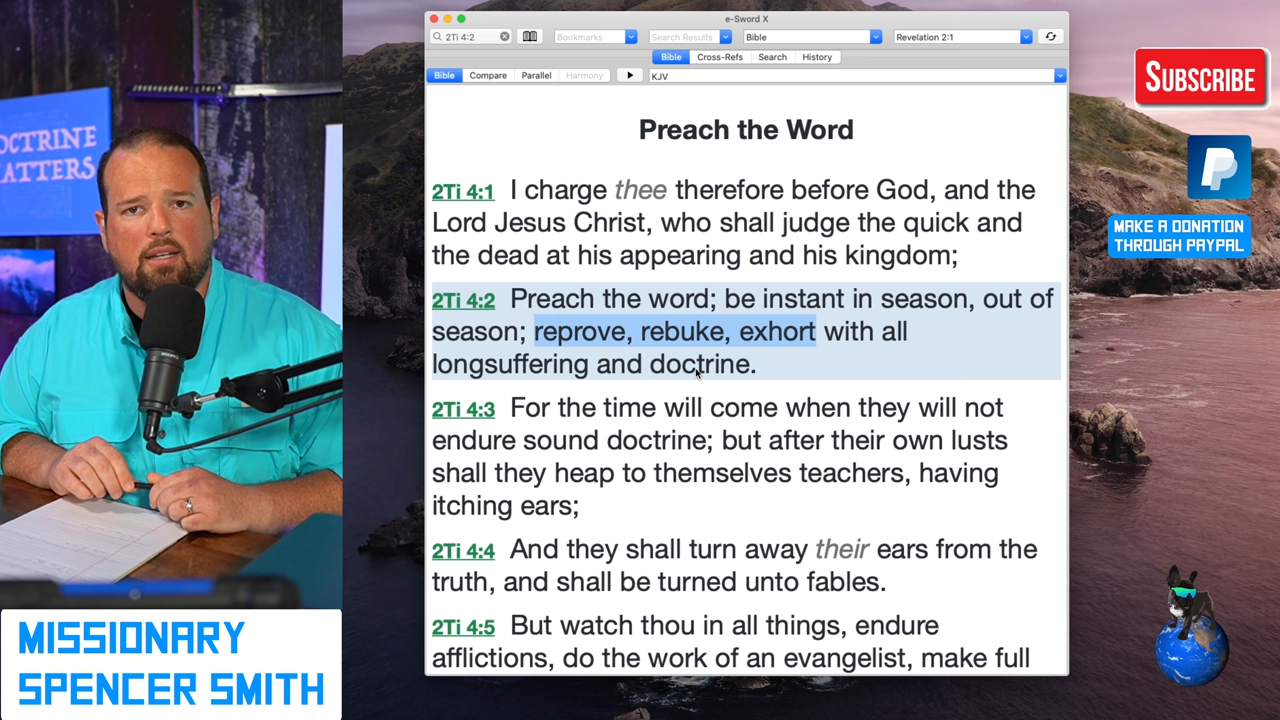 DOCTRINE
MATTERS
MISSIONARY
SPENCER SMITH
e-Sword X
2Ti 4:2
Bookmarks
Search Results
Bible
Revelation 2:1
Bible
Cross-Refs
Search
History
Bible
Compare
Parallel
Harmony
KJV
Preach the Word
2Ti 4:1 I charge thee therefore before God, and the
Lord Jesus Christ, who shall judge the quick and
the dead at his appearing and his kingdom;
2Ti 4:2 Preach the word; be instant in season, out of
season; reprove, rebuke, exhort with all
longsuffering and doctrine.
2Ti 4:3 For the time will come when they will not
endure sound doctrine; but after their own lusts
shall they heap to themselves teachers, having
itching ears;
2Ti 4:4 And they shall turn away their ears from the
truth, and shall be turned unto fables.
2Ti 4:5 But watch thou in all things, endure
afflictions, do the work of an evangelist, make full
SUBSCRIBE
MAKE A DONATION
THROUGH PAYPAL